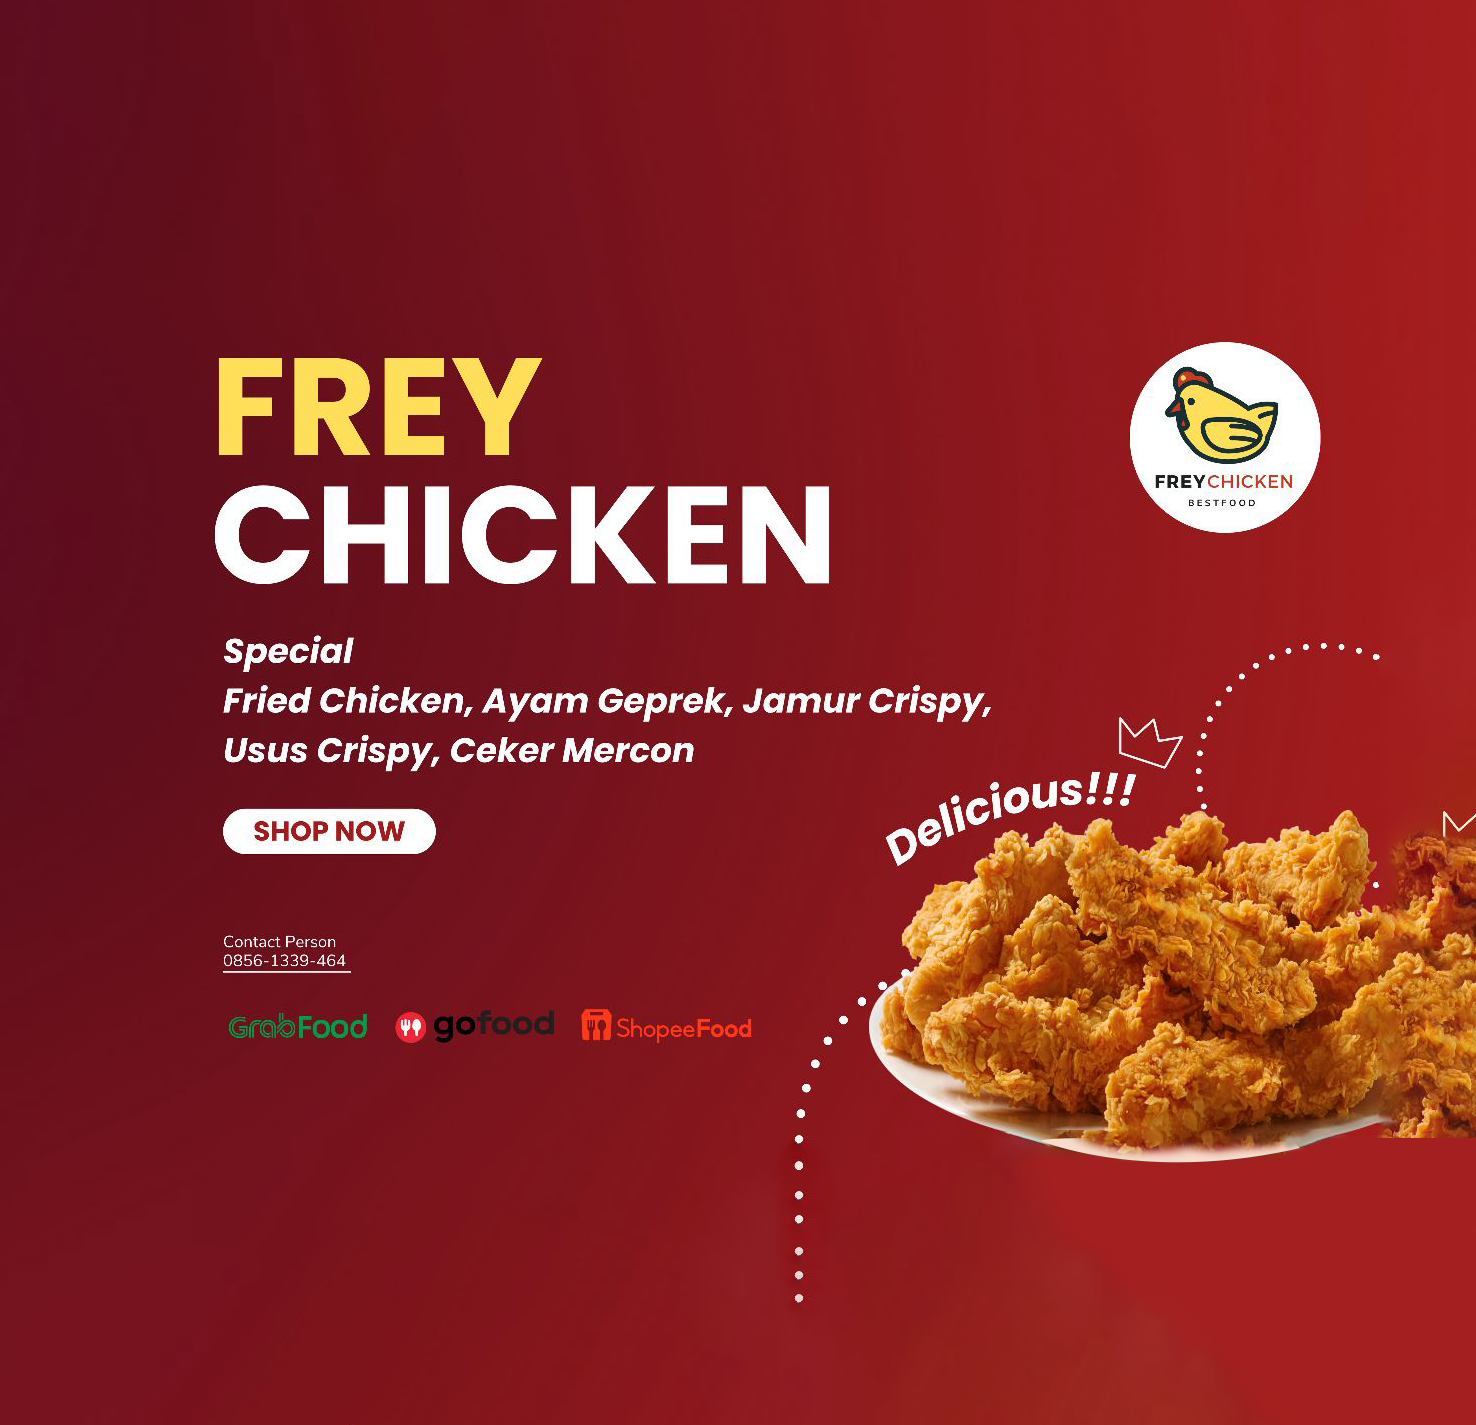 FREY
CHICKEN
FREYCHICKEN
BESTFOOD
Special
Fried Chicken, Ayam Geprek, Jamur Crispy,
Usus Crispy, Ceker Mercon
Delicious!!!
SHOP NOW
Contact Person
0856-1339-464
GrabFood
gofood
ShopeeFood